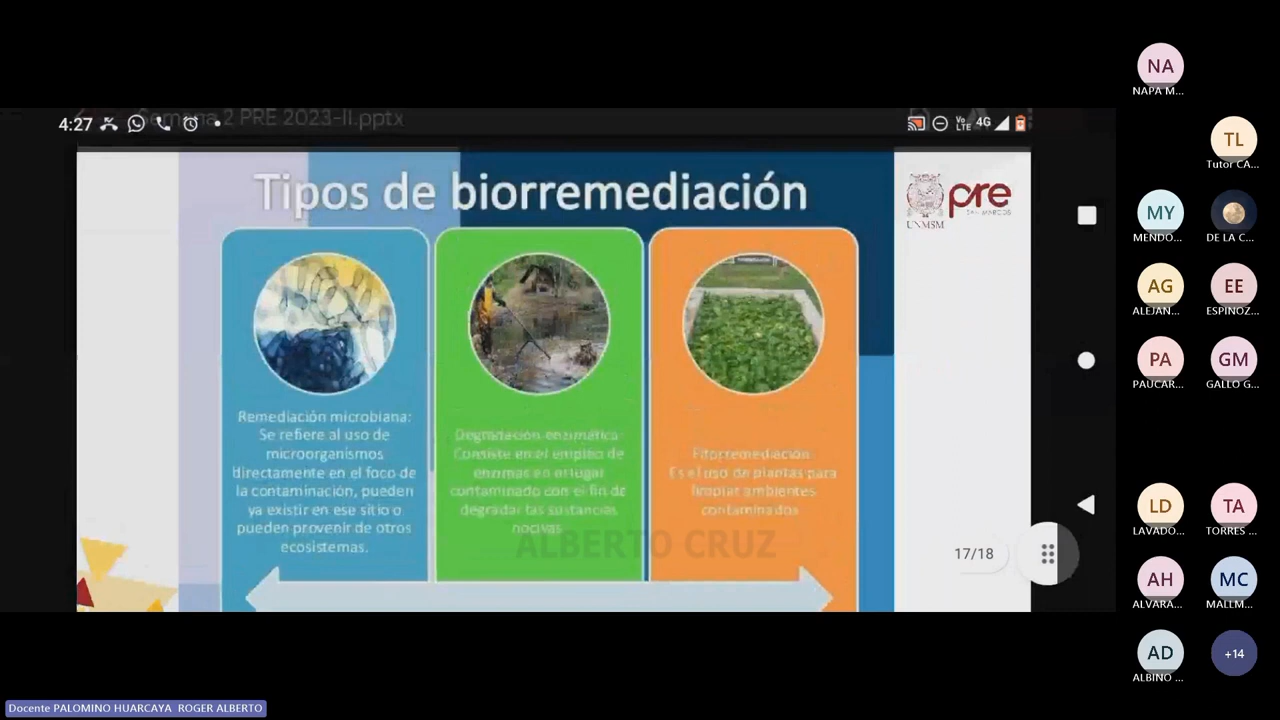 Semana 2 PRE 2023-II.pptx
4:27
Vo
LTE
4G
Tipos de biorremediación
UNMSM
pre
SAN MARCOS
Remediación microbiana:
Se refiere al uso de
microorganismos
directamente en el foco de
la contaminación, pueden
ya existir en ese sitio o
pueden provenir de otros
ecosistemas.
Degradación enzimática:
Consiste en el empleo de
enzimas en el lugar
contaminado con el fin de
degradar las sustancias
nocivas
Fitorremediación
Es el uso de plantas para
limpiar ambientes
contaminados
ALBERTO CRUZ
17/18
NA
NAPA M...
TL
Tutor CA...
MY
MENDO...
DE LA C...
AG
ALEJAN...
EE
ESPINOZ...
PA
PAUCAR...
GM
GALLO G...
LD
LAVADO...
TA
TORRES ...
AH
ALVARA...
MC
MALLM...
AD
ALBINO ...
+14
Docente PALOMINO HUARCAYA ROGER ALBERTO